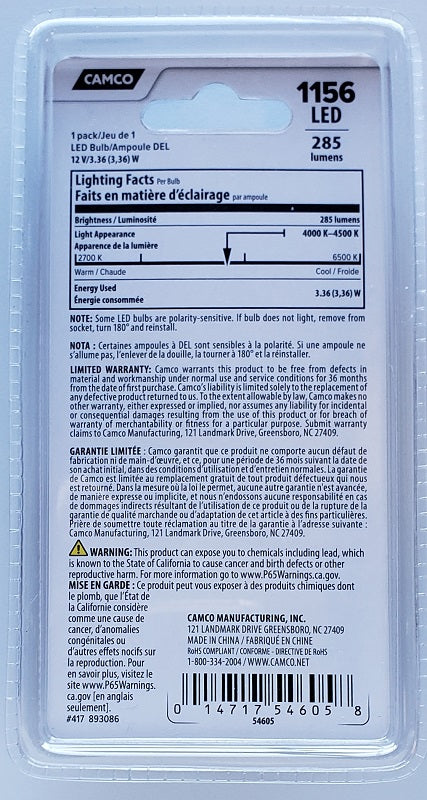 CAMCO
1156
LED
285
lumens
1 pack/Jeu de 1
LED Bulb/Ampoule DEL
12 V/3.36 (3,36) W
Lighting Facts Per Bulb
Faits en matière d'éclairage par ampoule
Brightness / Luminosité 285 lumens
Light Appearance 4000 K–4500 K
Apparence de la lumière
2700 K 6500 K
Warm / Chaude Cool / Froide
Energy Used
Énergie consommée 3.36 (3,36) W
NOTE: Some LED bulbs are polarity-sensitive. If bulb does not light, remove from
socket, turn 180° and reinstall.
NOTA : Certaines ampoules à DEL sont sensibles à la polarité. Si une ampoule ne
s'allume pas, l'enlever de la douille, la tourner à 180° et la réinstaller.
LIMITED WARRANTY: Camco warrants this product to be free from defects in
material and workmanship under normal use and service conditions for 36 months
from the date of first purchase. Camco's liability is limited solely to the replacement of
any defective product returned to us. To the extent allowable by law, Camco makes no
other warranty, either expressed or implied, nor assumes any liability for incidental
or consequential damages resulting from the use of this product or for breach of
warranty of merchantability or fitness for a particular purpose. Submit warranty
claims to Camco Manufacturing, 121 Landmark Drive, Greensboro, NC 27409.
GARANTIE LIMITÉE : Camco garantit que ce produit ne comporte aucun défaut de
fabrication ni de main-d'œuvre, et ce, pour une période de 36 mois suivant la date de
son achat initial, dans des conditions d'utilisation et d'entretien normales. La garantie
de Camco est limitée au remplacement gratuit de tout produit défectueux qui nous
est retourné. Dans la mesure où la loi le permet, aucune autre garantie n'est avancée,
de manière expresse ou implicite, et nous n'endossons aucune responsabilité en cas
de dommages indirects résultant de l'utilisation de ce produit ou de la rupture de la
garantie de qualité marchande ou d'adaptation de cet article à des fins particulières.
Prière de soumettre toute réclamation au titre de la garantie à l'adresse suivante :
Camco Manufacturing, 121 Landmark Drive, Greensboro, NC 27409.
WARNING: This product can expose you to chemicals including lead, which
is known to the State of California to cause cancer and birth defects or other
reproductive harm. For more information go to www.P65Warnings.ca.gov.
MISE EN GARDE : Ce produit peut vous exposer à des produits chimiques dont
le plomb, que l'État de
la Californie considère
comme une cause de
cancer, d'anomalies
congénitales ou
d'autres effets nocifs sur
la reproduction. Pour
en savoir plus, visitez le
site www.P65Warnings.
ca.gov [en anglais
seulement].
#417 893086
CAMCO MANUFACTURING, INC.
121 LANDMARK DRIVE GREENSBORO, NC 27409
MADE IN CHINA / FABRIQUÉ EN CHINE
RoHS COMPLIANT / CONFORME - DIRECTIVE DE RoHS
1-800-334-2004 / WWW.CAMCO.NET
0 14717 54605 8
54605